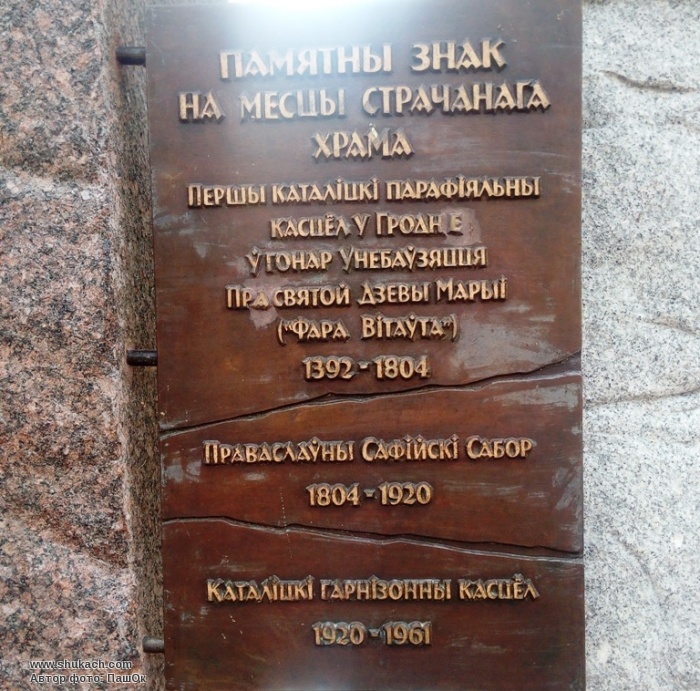 ПАМЯТНЫ ЗНАК
НА МЕСЦЫ СТРАЧАНАГА
ХРАМА
ПЕРШЫ КАТАЛІЦКІ ПАРАФІЯЛЬНЫ
КАСЦЁЛ У ГРОДНЕ
Ў ГОНАР УНЕБАЎЗЯЦЦЯ
ПРАСВЯТОЙ ДЗЕВЫ МАРЫІ
("ФАРА ВІТАЎТА")
1392-1804
ПРАВАСЛАЎНЫ САФІЙСКІ САБОР
1804-1920
КАТАЛІЦКІ ГАРНІЗОННЫ КАСЦЁЛ
1920-1961
www.shukach.com
Автор фото: ПашОк